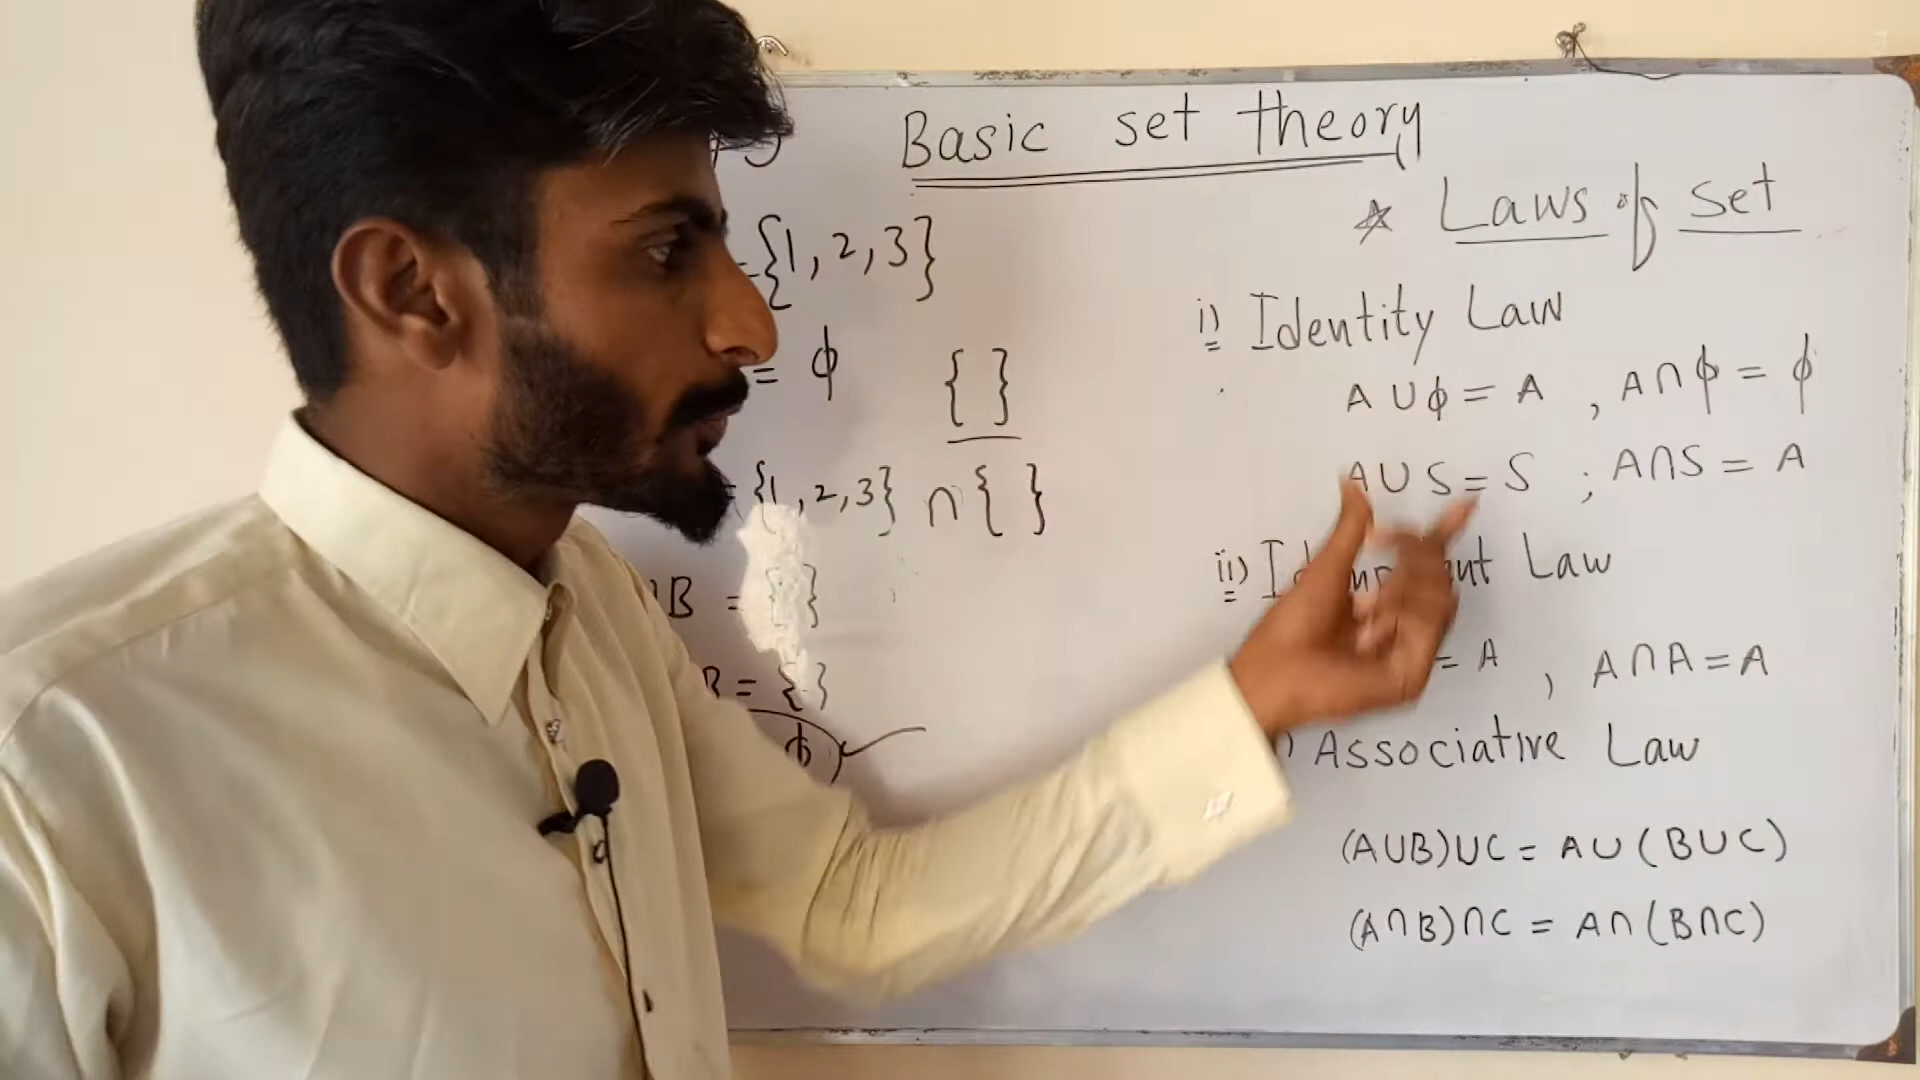 Basic set theory
={1,2,3}
= ϕ { }
={1,2,3} ∩ { }
B = { }
B = { }
ϕ
☆ Laws of set
i) Identity Law
A ∪ ϕ = A , A ∩ ϕ = ϕ
A ∪ S = S ; A ∩ S = A
ii) Law
= A , A ∩ A = A
) Associative Law
(A∪B)∪C = A∪(B∪C)
(A∩B)∩C = A∩(B∩C)